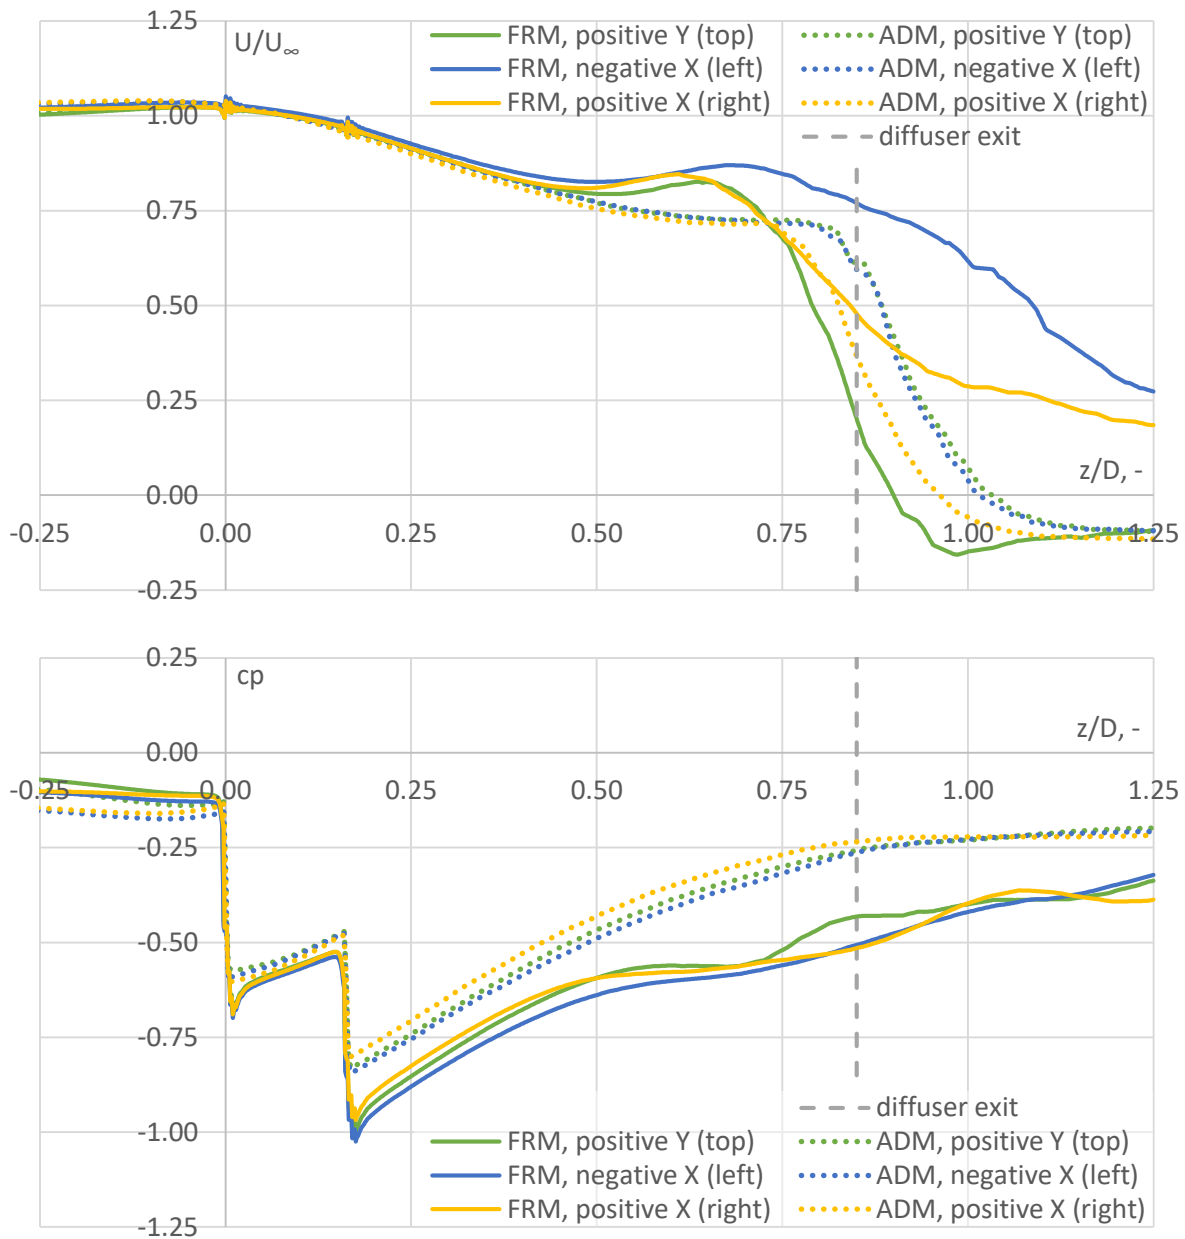 1.25
U/U∞
FRM, positive Y (top)
ADM, positive Y (top)
FRM, negative X (left)
ADM, negative X (left)
FRM, positive X (right)
ADM, positive X (right)
1.00
diffuser exit
0.75
0.50
0.25
z/D, -
0.00
-0.25 0.00 0.25 0.50 0.75 1.00 1.25
-0.25
0.25
cp
0.00
z/D, -
-0.25 0.00 0.25 0.50 0.75 1.00 1.25
-0.25
-0.50
-0.75
-1.00
diffuser exit
FRM, positive Y (top)
ADM, positive Y (top)
FRM, negative X (left)
ADM, negative X (left)
FRM, positive X (right)
ADM, positive X (right)
-1.25